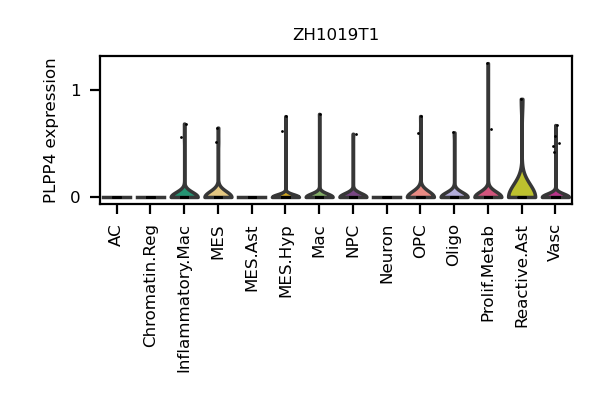 ZH1019T1
PLPP4 expression
1
0
AC
Chromatin.Reg
Inflammatory.Mac
MES
MES.Ast
MES.Hyp
Mac
NPC
Neuron
OPC
Oligo
Prolif.Metab
Reactive.Ast
Vasc